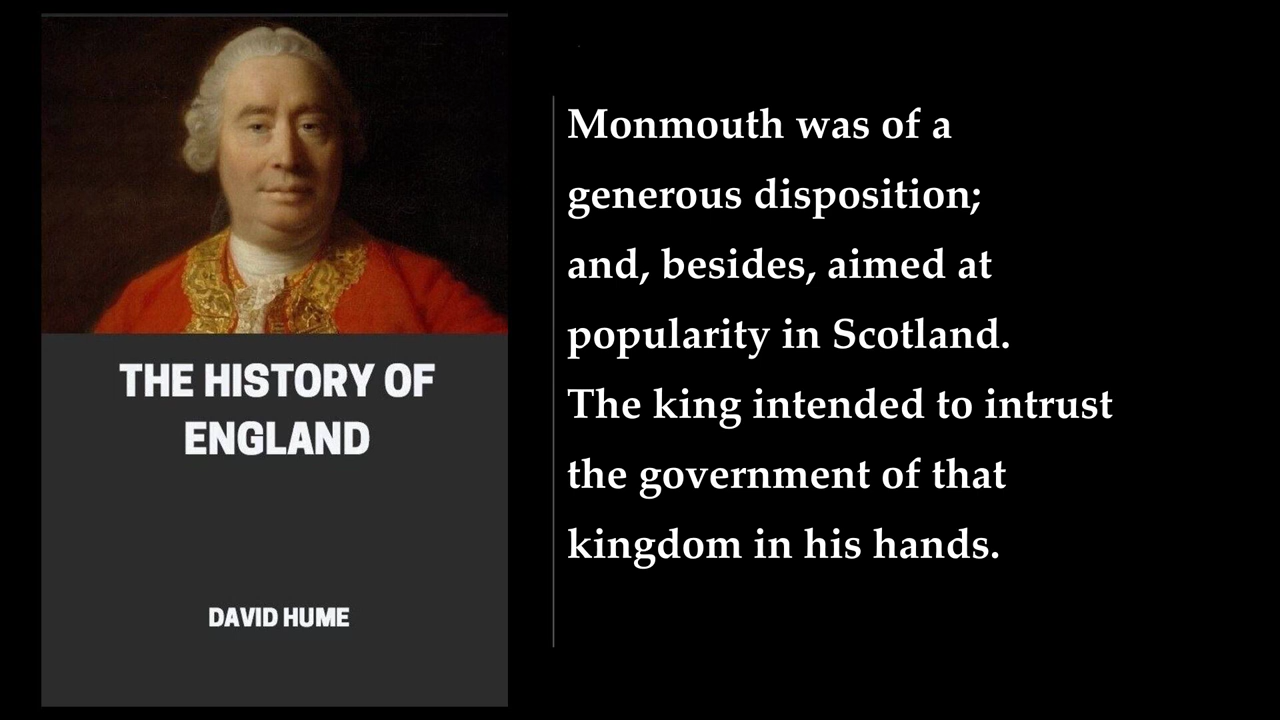 THE HISTORY OF
ENGLAND
DAVID HUME
Monmouth was of a
generous disposition;
and, besides, aimed at
popularity in Scotland.
The king intended to intrust
the government of that
kingdom in his hands.